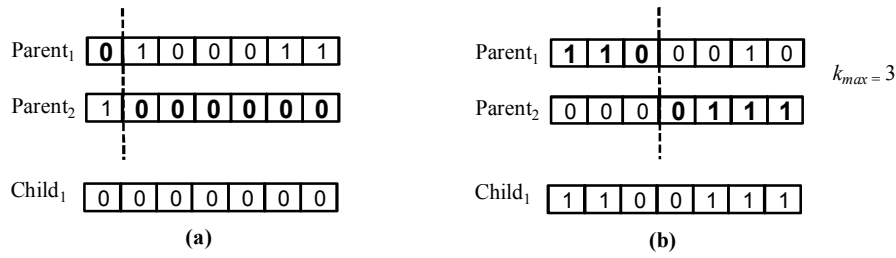 Parent1 0 1 0 0 0 1 1
Parent2 1 0 0 0 0 0 0
Child1 0 0 0 0 0 0 0
(a)
Parent1 1 1 0 0 0 1 0
kmax = 3
Parent2 0 0 0 0 1 1 1
Child1 1 1 0 0 1 1 1
(b)